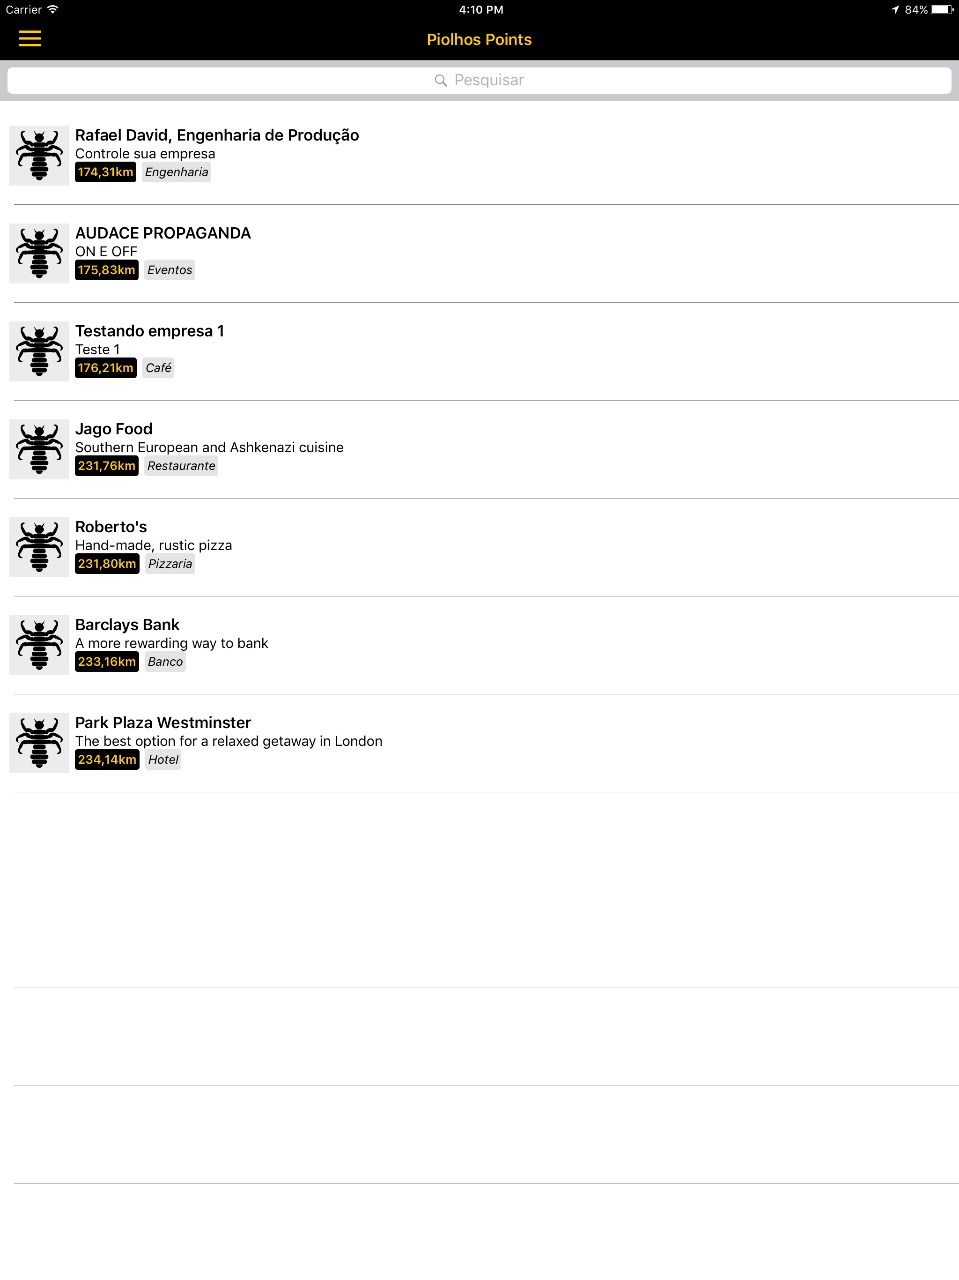 Carrier
4:10 PM
84%
Piolhos Points
Pesquisar
Rafael David, Engenharia de Produção
Controle sua empresa
174,31km Engenharia
AUDACE PROPAGANDA
ON E OFF
175,83km Eventos
Testando empresa 1
Teste 1
176,21km Café
Jago Food
Southern European and Ashkenazi cuisine
231,76km Restaurante
Roberto's
Hand-made, rustic pizza
231,80km Pizzaria
Barclays Bank
A more rewarding way to bank
233,16km Banco
Park Plaza Westminster
The best option for a relaxed getaway in London
234,14km Hotel